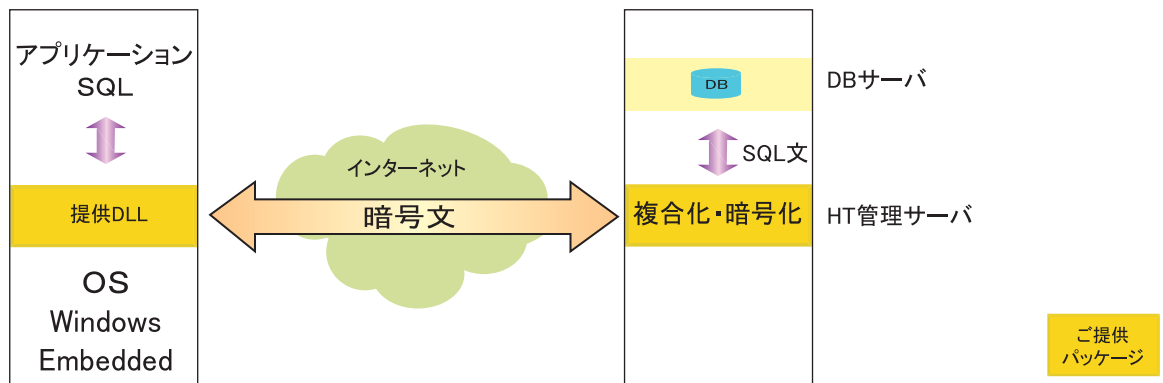 アプリケーション
SQL
提供DLL
OS
Windows
Embedded
インターネット
暗号文
DB
DBサーバ
SQL文
複合化・暗号化
HT管理サーバ
ご提供
パッケージ